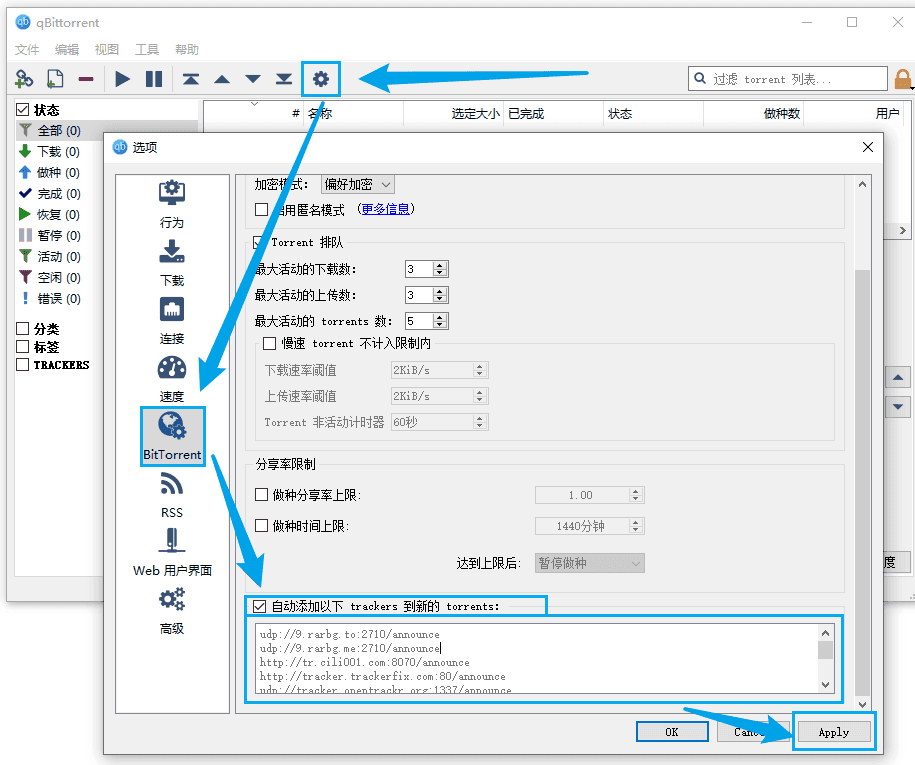 qBittorrent
文件 编辑 视图 工具 帮助
过滤 torrent 列表...
状态
# 名称 选定大小 已完成 状态 做种数 用户
全部 (0)
下载 (0)
做种 (0)
完成 (0)
恢复 (0)
暂停 (0)
活动 (0)
空闲 (0)
错误 (0)
分类
标签
TRACKERS
选项
行为
下载
连接
速度
BitTorrent
RSS
Web 用户界面
高级
加密模式: 偏好加密
启用匿名模式 (更多信息)
Torrent 排队
最大活动的下载数: 3
最大活动的上传数: 3
最大活动的 torrents 数: 5
慢速 torrent 不计入限制内
下载速率阈值 2KiB/s
上传速率阈值 2KiB/s
Torrent 非活动计时器 60秒
分享率限制
做种分享率上限: 1.00
做种时间上限: 1440分钟
达到上限后: 暂停做种
度
自动添加以下 trackers 到新的 torrents:
udp://9.rarbg.to:2710/announce
udp://9.rarbg.me:2710/announce
http://tr.cili001.com:8070/announce
http://tracker.trackerfix.com:80/announce
udp://tracker.opentrackr.org:1337/announce
OK
Apply